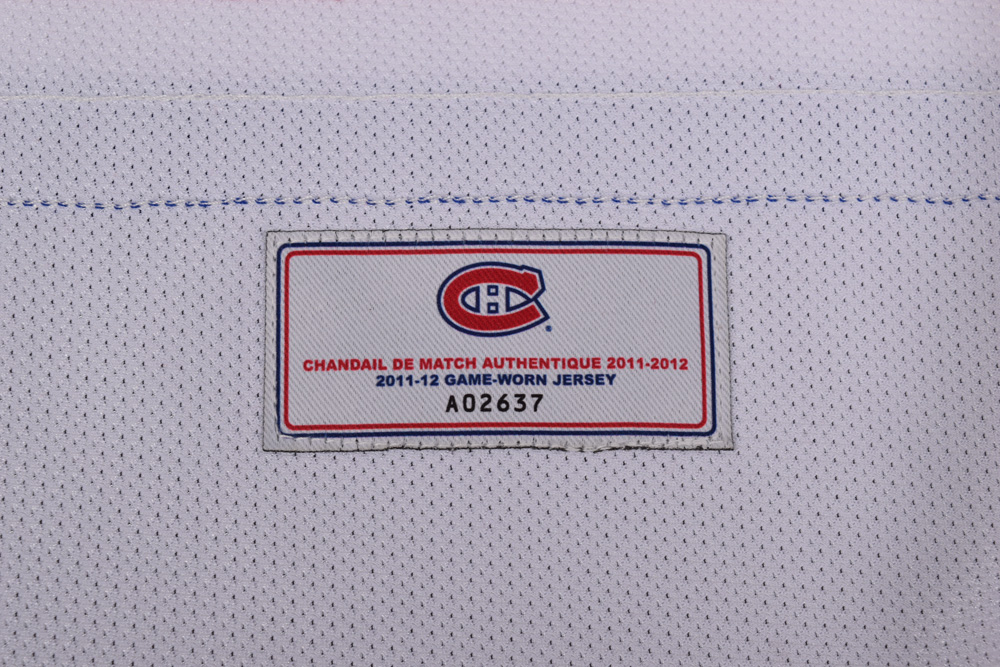 CHANDAIL DE MATCH AUTHENTIQUE 2011-2012
2011-12 GAME-WORN JERSEY
A02637